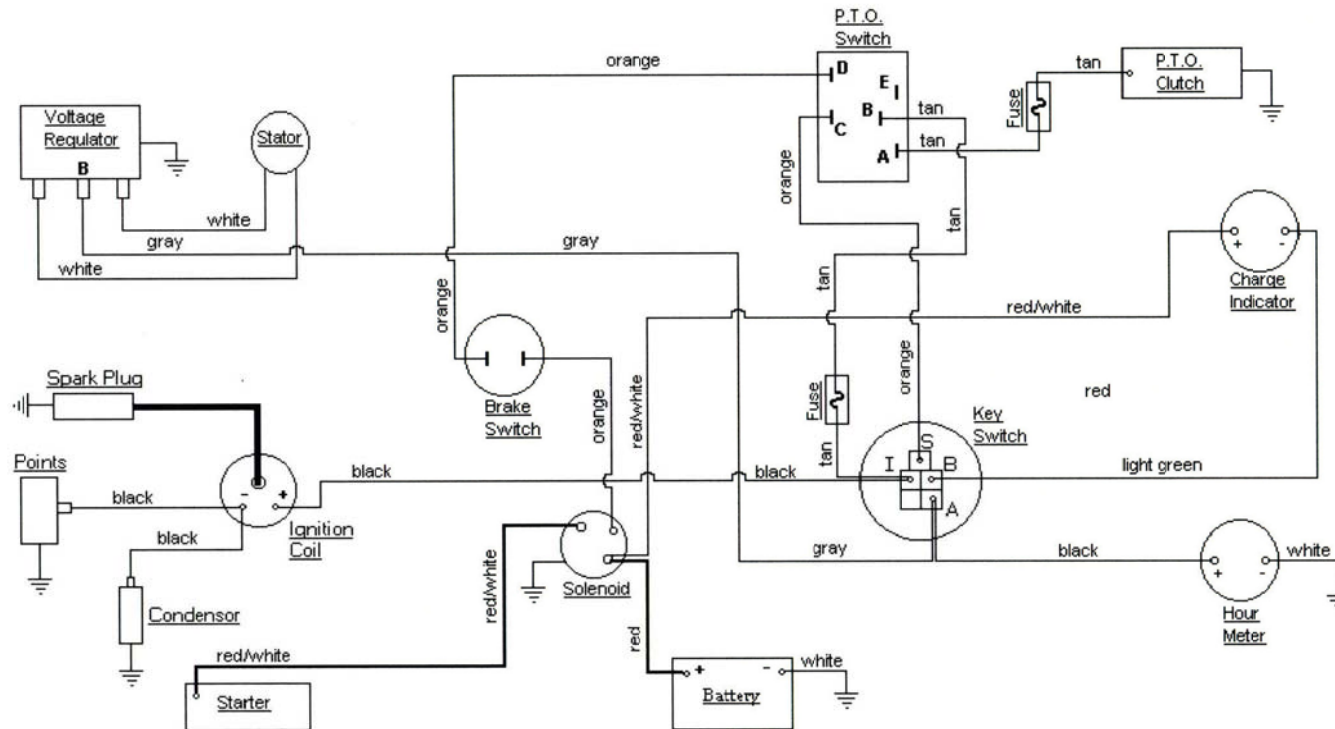 P.T.O.
Switch
orange
D
E
B
C
A
tan
tan
Fuse
tan
P.T.O.
Clutch
Voltage
Regulator
B
Stator
white
gray
white
gray
orange
tan
tan
orange
red/white
+
-
Charge
Indicator
Spark Plug
Brake
Switch
orange
red/white
Fuse
tan
orange
red
Key
Switch
S
I
B
A
light green
Points
black
-
+
Ignition
Coil
black
black
black
Condensor
Solenoid
gray
black
+
-
white
Hour
Meter
red/white
red/white
Starter
red
+
-
white
Battery